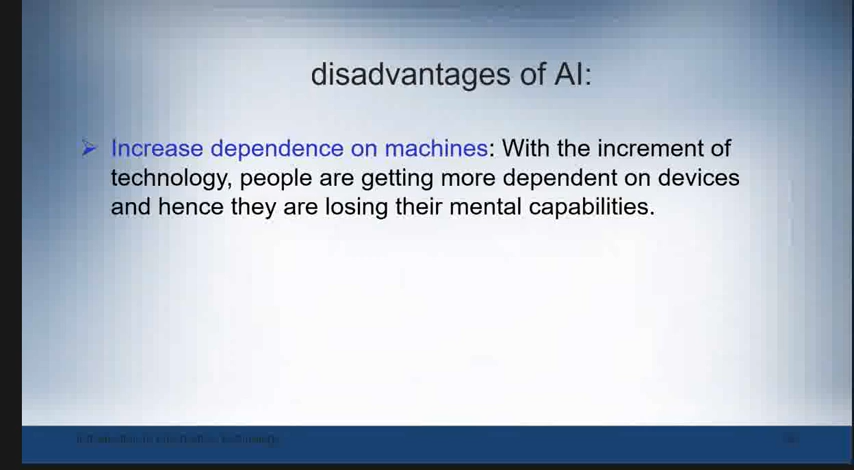 disadvantages of AI:
Increase dependence on machines: With the increment of
technology, people are getting more dependent on devices
and hence they are losing their mental capabilities.